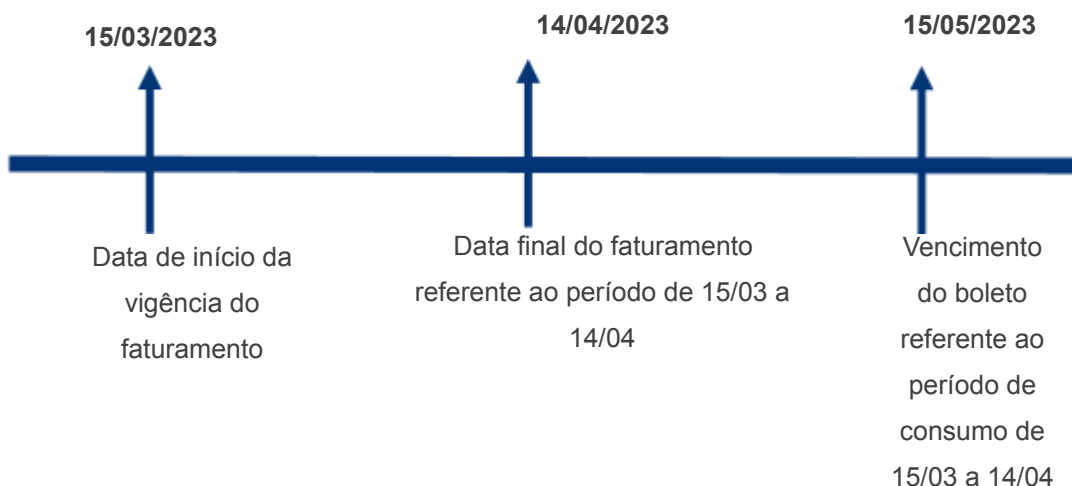 15/03/2023
14/04/2023
15/05/2023
Data de início da
vigência do
faturamento
Data final do faturamento
referente ao período de 15/03 a
14/04
Vencimento
do boleto
referente ao
período de
consumo de
15/03 a 14/04